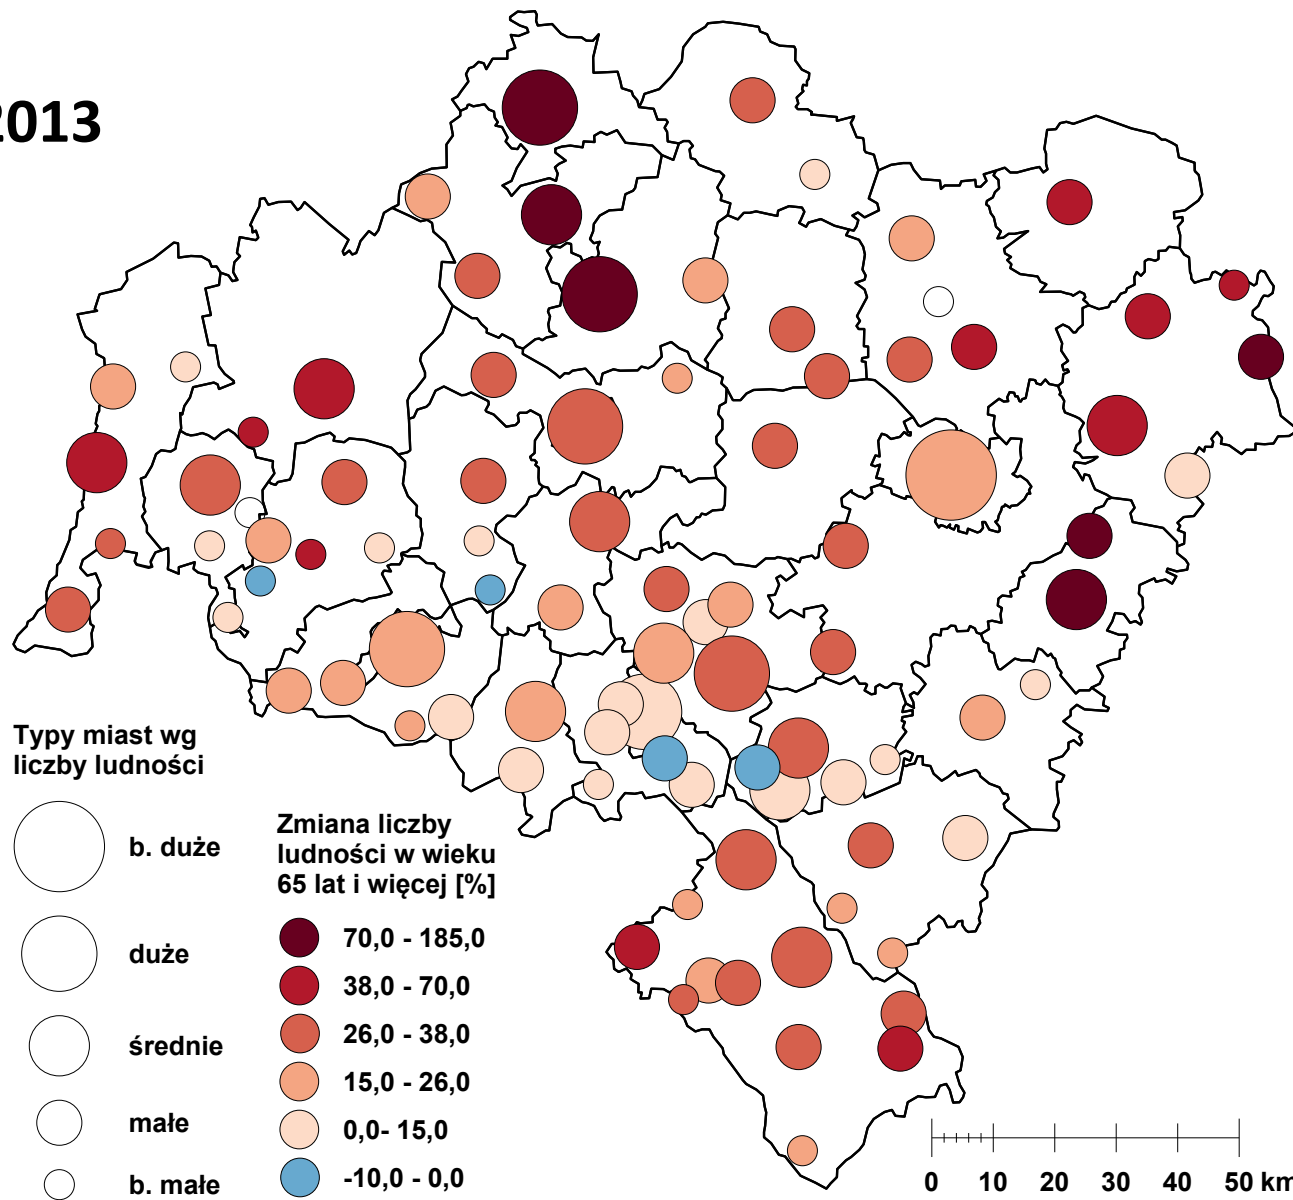 2013
Typy miast wg
liczby ludności
b. duże
duże
średnie
małe
b. małe
Zmiana liczby
ludności w wieku
65 lat i więcej [%]
70,0 - 185,0
38,0 - 70,0
26,0 - 38,0
15,0 - 26,0
0,0- 15,0
-10,0 - 0,0
0 10 20 30 40 50 km